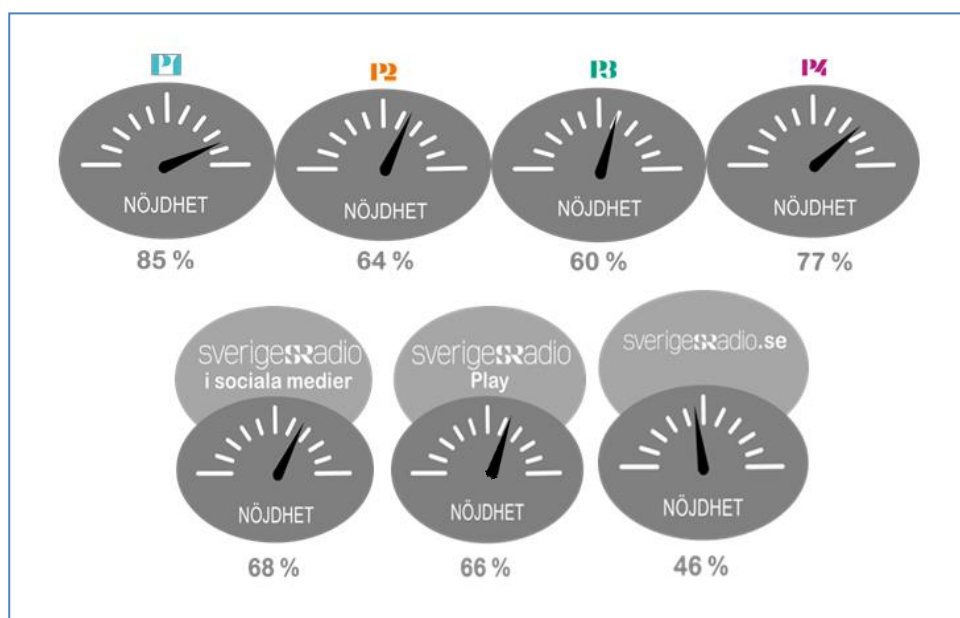 P1
P2
P3
P4
NÖJDHET
NÖJDHET
NÖJDHET
NÖJDHET
85 %
64 %
60 %
77 %
sverigesRadio
i sociala medier
sverigesRadio
Play
sverigesRadio.se
NÖJDHET
NÖJDHET
NÖJDHET
68 %
66 %
46 %